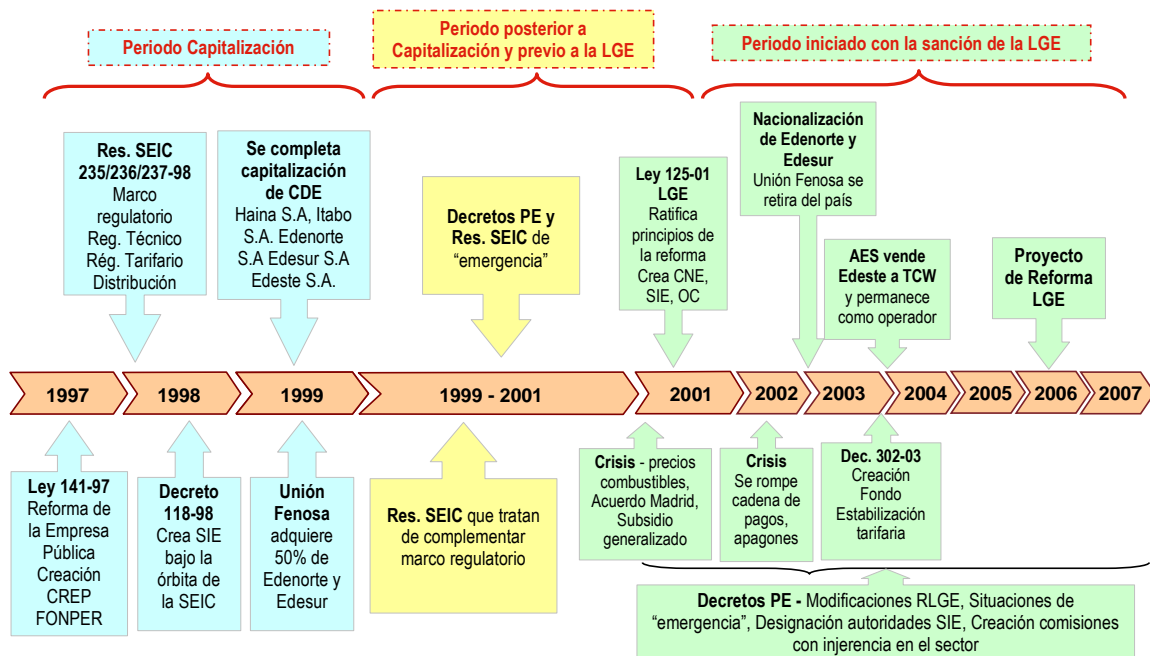 Periodo Capitalización
Periodo posterior a
Capitalización y previo a la LGE
Periodo iniciado con la sanción de la LGE
Res. SEIC
235/236/237-98
Marco
regulatorio
Reg. Técnico
Rég. Tarifario
Distribución
Se completa
capitalización
de CDE
Haina S.A, Itabo
S.A. Edenorte
S.A Edesur S.A
Edeste S.A.
Decretos PE y
Res. SEIC de
“emergencia”
Ley 125-01
LGE
Ratifica
principios de
la reforma
Crea CNE,
SIE, OC
Nacionalización
de Edenorte y
Edesur
Unión Fenosa se
retira del país
AES vende
Edeste a TCW
y permanece
como operador
Proyecto
de Reforma
LGE
1997
1998
1999
1999 - 2001
2001
2002
2003
2004
2005
2006
2007
Ley 141-97
Reforma de
la Empresa
Pública
Creación
CREP
FONPER
Decreto
118-98
Crea SIE
bajo la
órbita de
la SEIC
Unión
Fenosa
adquiere
50% de
Edenorte y
Edesur
Res. SEIC que tratan
de complementar
marco regulatorio
Crisis - precios
combustibles,
Acuerdo Madrid,
Subsidio
generalizado
Crisis
Se rompe
cadena de
pagos,
apagones
Dec. 302-03
Creación
Fondo
Estabilización
tarifaria
Decretos PE - Modificaciones RLGE, Situaciones de
“emergencia”, Designación autoridades SIE, Creación comisiones
con injerencia en el sector